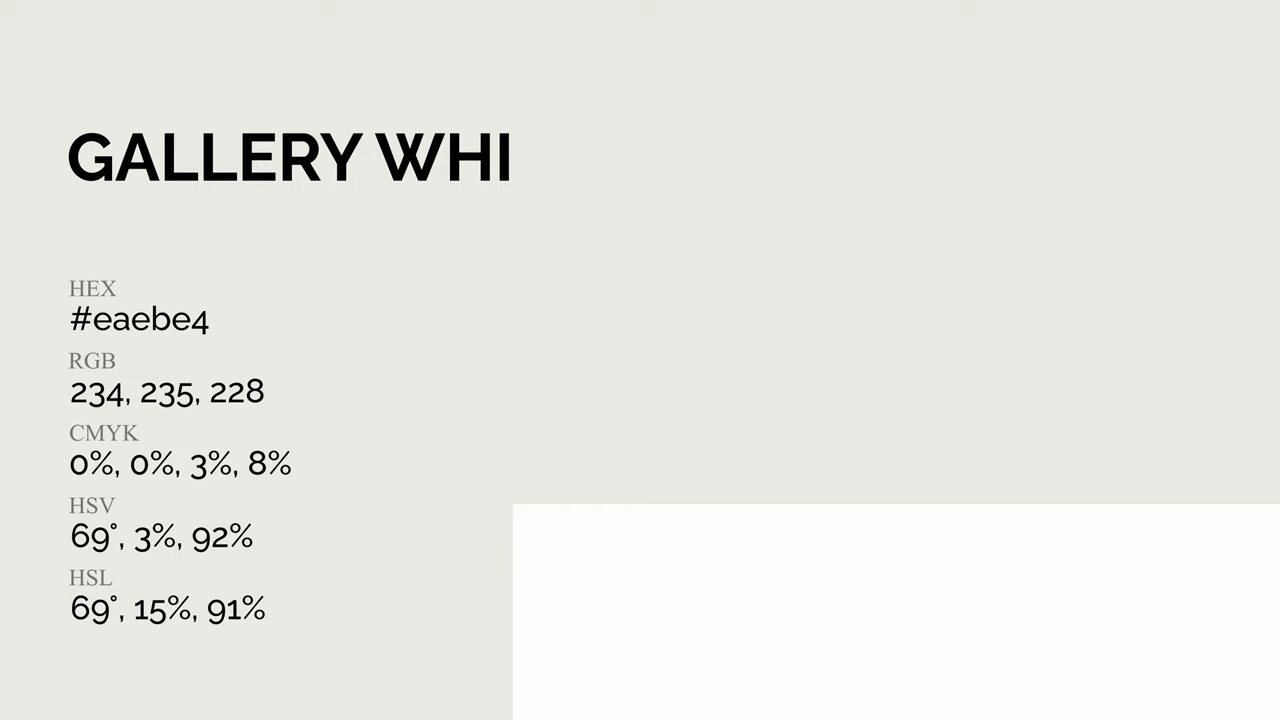 GALLERY WHI
HEX
#eaebe4
RGB
234, 235, 228
CMYK
0%, 0%, 3%, 8%
HSV
69°, 3%, 92%
HSL
69°, 15%, 91%